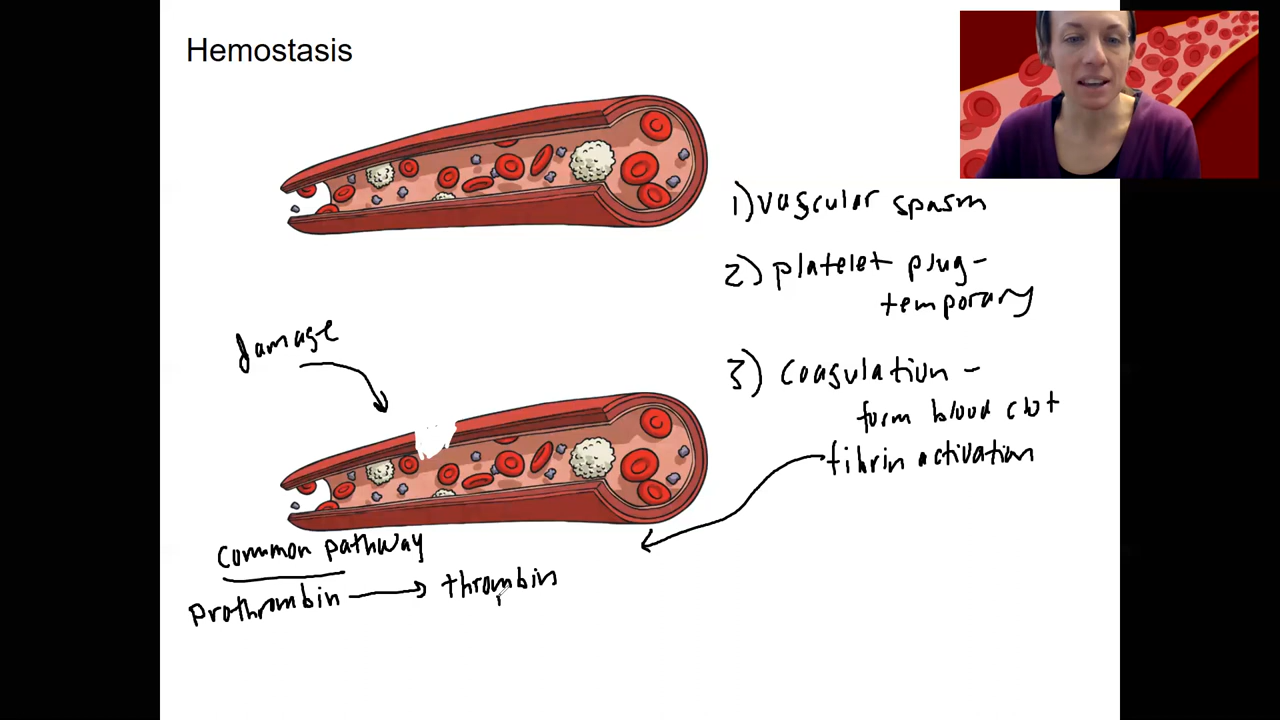 Hemostasis
1) vascular spasm
2) platelet plug -
temporary
damage
3) coagulation -
form blood clot
fibrin activation
common pathway
prothrombin → thrombin